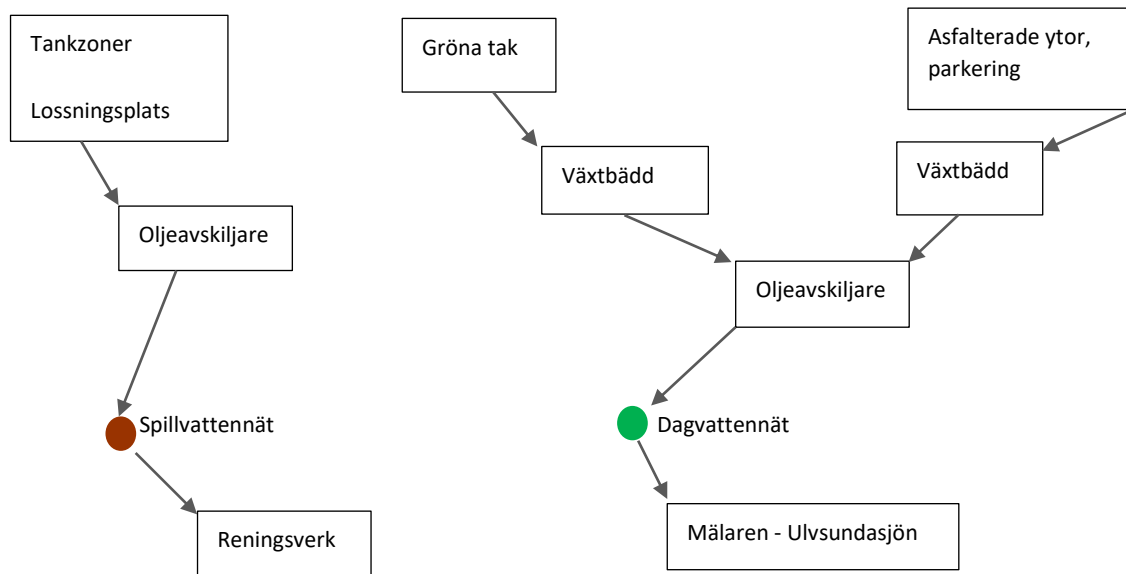 Tankzoner
Lossningsplats
Oljeavskiljare
Spillvattennät
Reningsverk
Gröna tak
Asfalterade ytor,
parkering
Växtbädd
Växtbädd
Oljeavskiljare
Dagvattennät
Mälaren - Ulvsundasjön